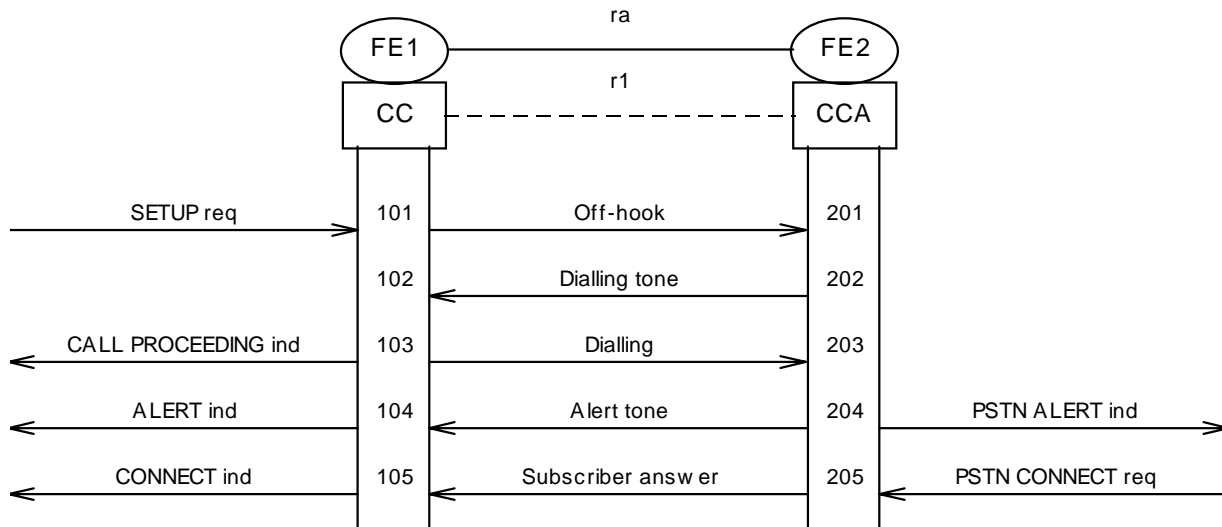 ra
FE1 FE2
r1
CC CCA
SETUP req 101 Off-hook 201
102 Dialling tone 202
CALL PROCEEDING ind 103 Dialling 203
ALERT ind 104 Alert tone 204 PSTN ALERT ind
CONNECT ind 105 Subscriber answer 205 PSTN CONNECT req